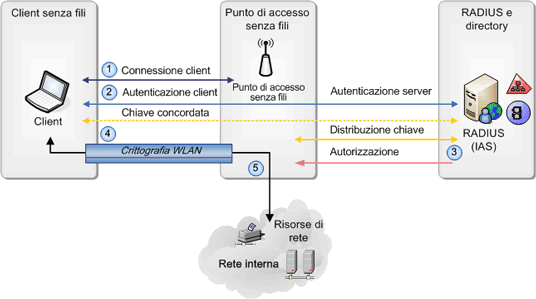 Client senza fili
Punto di accesso
senza fili
RADIUS e
directory
1
Connessione client
Punto di accesso
senza fili
2
Autenticazione client
Autenticazione server
Client
Chiave concordata
RADIUS
(IAS)
4
Distribuzione chiave
Crittografia WLAN
Autorizzazione
3
5
Risorse di
rete
Rete interna